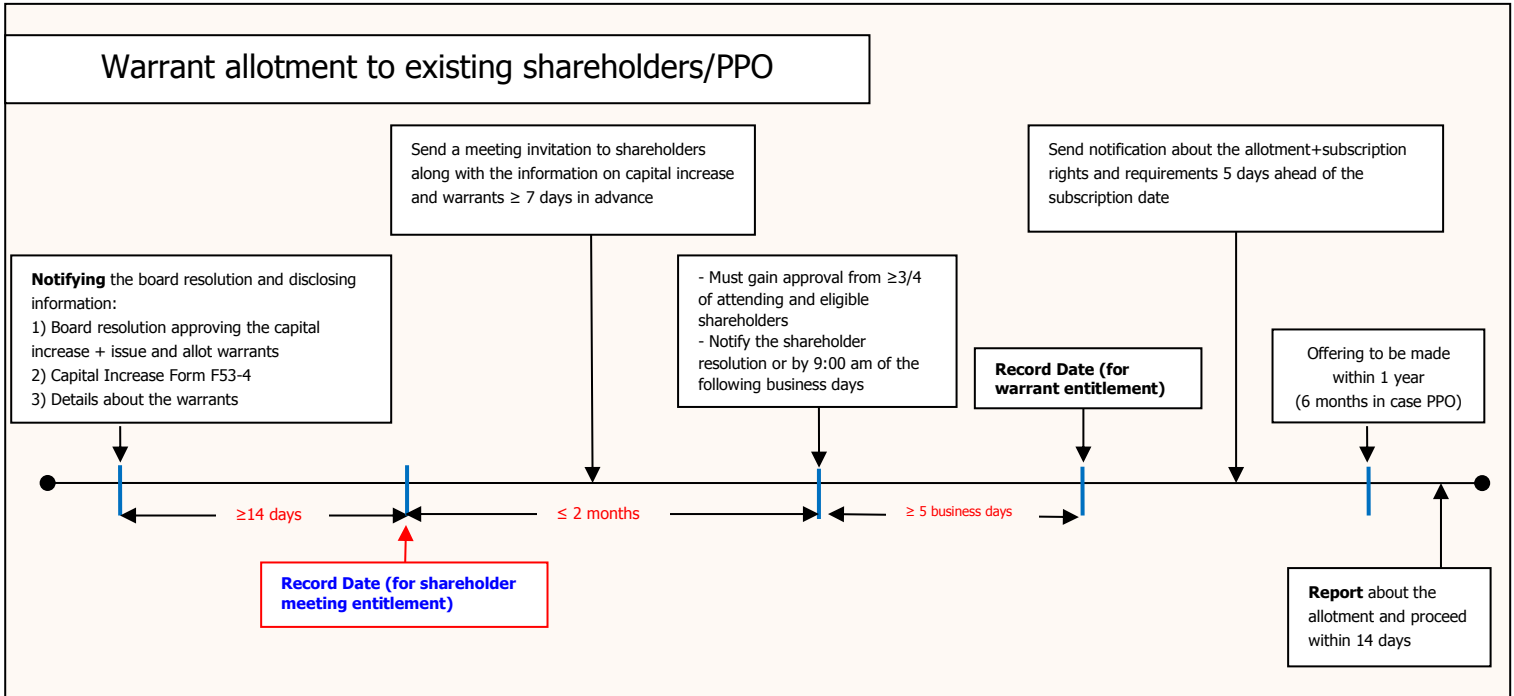 Warrant allotment to existing shareholders/PPO
Send a meeting invitation to shareholders
along with the information on capital increase
and warrants ≥ 7 days in advance
Send notification about the allotment+subscription
rights and requirements 5 days ahead of the
subscription date
Notifying the board resolution and disclosing
information:
1) Board resolution approving the capital
increase + issue and allot warrants
2) Capital Increase Form F53-4
3) Details about the warrants
- Must gain approval from ≥3/4
of attending and eligible
shareholders
- Notify the shareholder
resolution or by 9:00 am of the
following business days
Record Date (for
warrant entitlement)
Offering to be made
within 1 year
(6 months in case PPO)
≥14 days
≤ 2 months
≥ 5 business days
Record Date (for shareholder
meeting entitlement)
Report about the
allotment and proceed
within 14 days